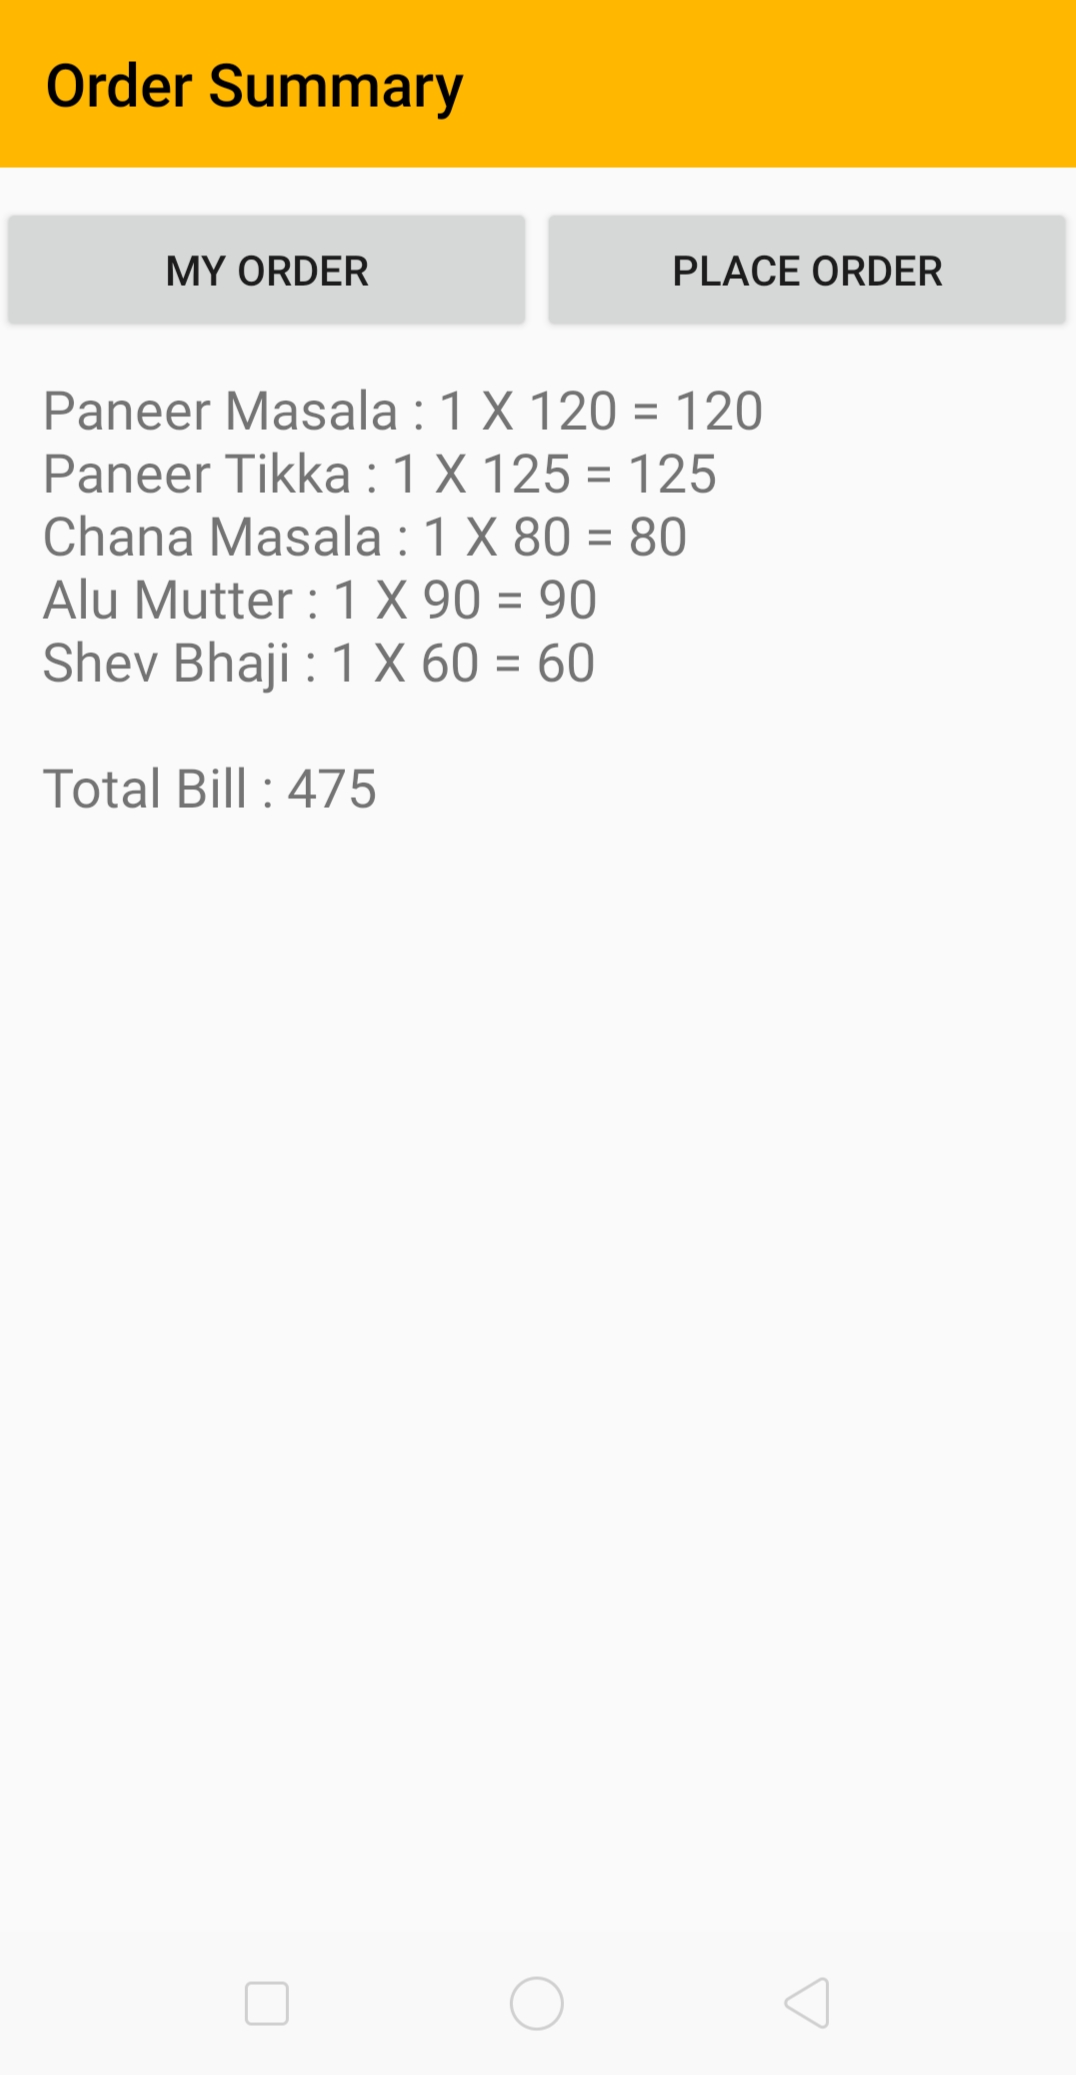 Order Summary
MY ORDER
PLACE ORDER
Paneer Masala : 1 X 120 = 120
Paneer Tikka : 1 X 125 = 125
Chana Masala : 1 X 80 = 80
Alu Mutter : 1 X 90 = 90
Shev Bhaji : 1 X 60 = 60
Total Bill : 475